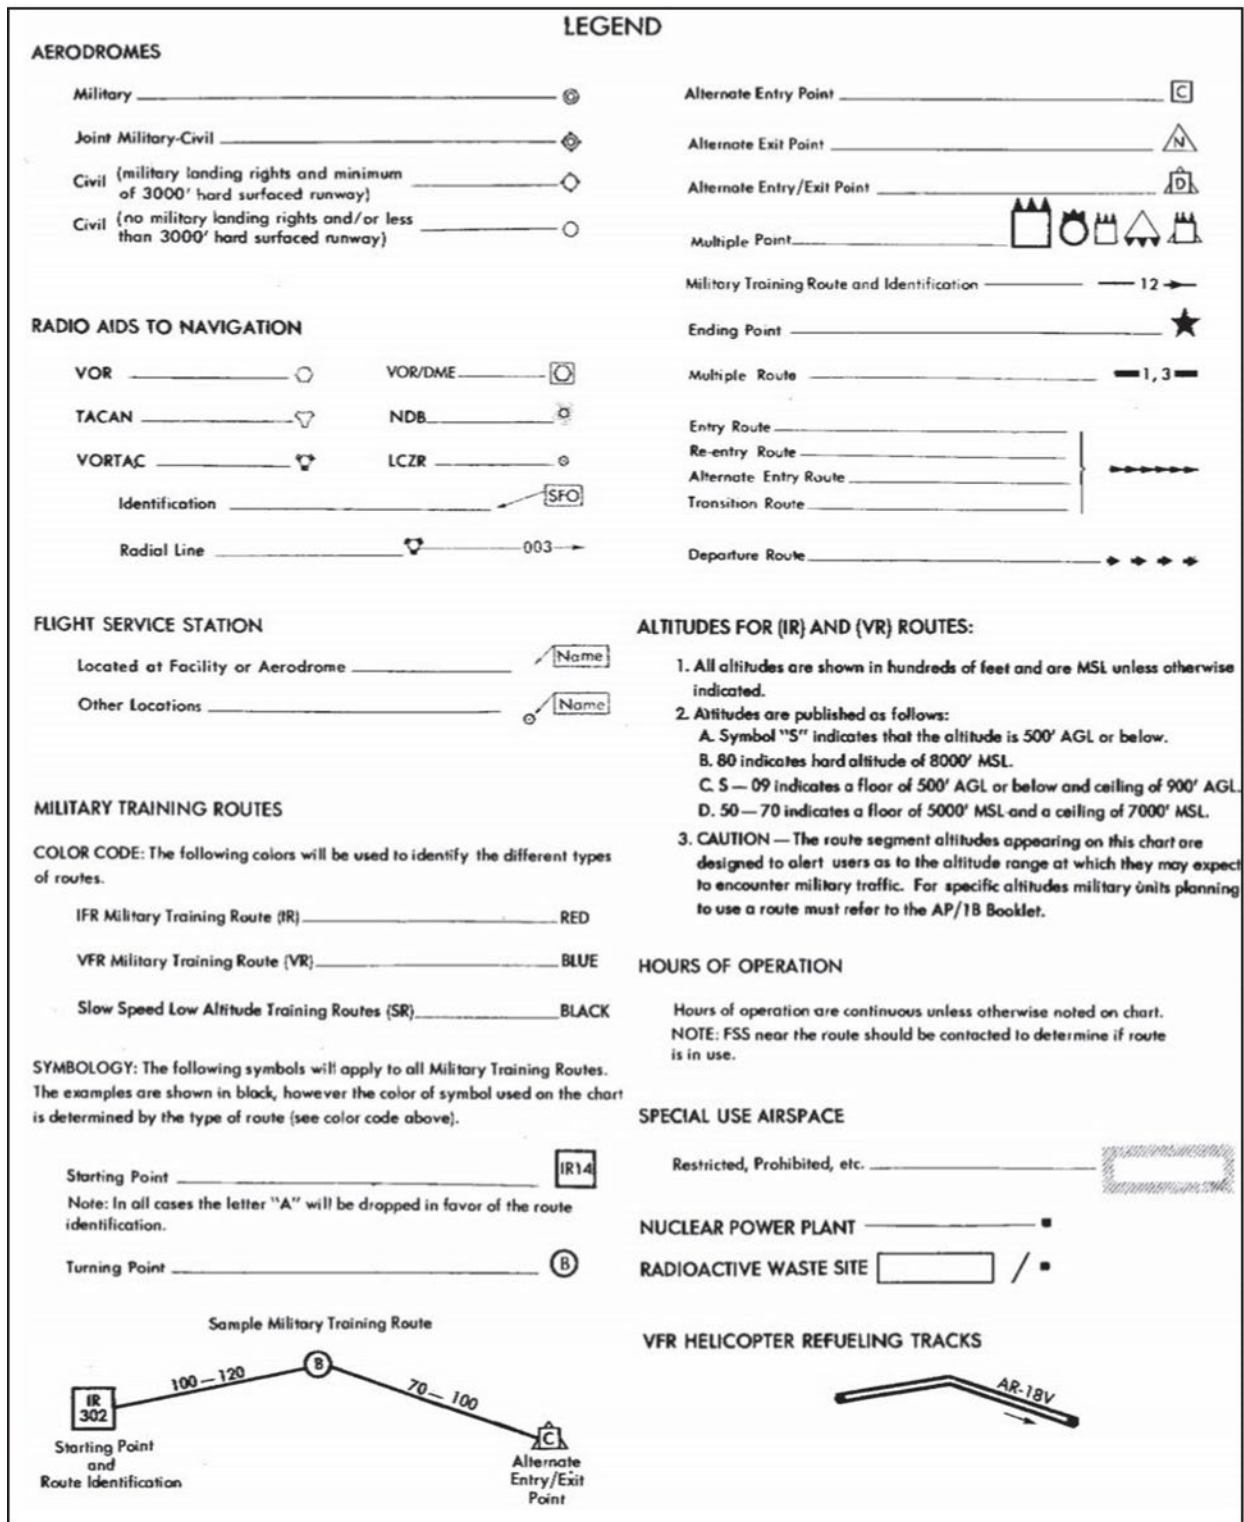 LEGEND
AERODROMES
Military
Joint Military-Civil
Civil (military landing rights and minimum
of 3000' hard surfaced runway)
Civil (no military landing rights and/or less
than 3000' hard surfaced runway)
RADIO AIDS TO NAVIGATION
VOR
VOR/DME
TACAN
NDB
VORTAC
LCZR
Identification
SFO
Radial Line
003
FLIGHT SERVICE STATION
Located at Facility or Aerodrome
Name
Other Locations
Name
MILITARY TRAINING ROUTES
COLOR CODE: The following colors will be used to identify the different types
of routes.
IFR Military Training Route (IR) RED
VFR Military Training Route (VR) BLUE
Slow Speed Low Altitude Training Routes (SR) BLACK
SYMBOLOGY: The following symbols will apply to all Military Training Routes.
The examples are shown in black, however the color of symbol used on the chart
is determined by the type of route (see color code above).
Starting Point
IR14
Note: In all cases the letter "A" will be dropped in favor of the route
identification.
Turning Point
B
Sample Military Training Route
B
100—120
70—100
IR
302
C
Starting Point
and
Route Identification
Alternate
Entry/Exit
Point
Alternate Entry Point
C
Alternate Exit Point
N
Alternate Entry/Exit Point
D
Multiple Point
Military Training Route and Identification
12
Ending Point
Multiple Route
1, 3
Entry Route
Re-entry Route
Alternate Entry Route
Transition Route
Departure Route
ALTITUDES FOR (IR) AND (VR) ROUTES:
1. All altitudes are shown in hundreds of feet and are MSL unless otherwise
indicated.
2. Altitudes are published as follows:
A. Symbol "S" indicates that the altitude is 500' AGL or below.
B. 80 indicates hard altitude of 8000' MSL.
C. S — 09 indicates a floor of 500' AGL or below and ceiling of 900' AGL.
D. 50 — 70 indicates a floor of 5000' MSL and a ceiling of 7000' MSL.
3. CAUTION — The route segment altitudes appearing on this chart are
designed to alert users as to the altitude range at which they may expect
to encounter military traffic. For specific altitudes military units planning
to use a route must refer to the AP/1B Booklet.
HOURS OF OPERATION
Hours of operation are continuous unless otherwise noted on chart.
NOTE: FSS near the route should be contacted to determine if route
is in use.
SPECIAL USE AIRSPACE
Restricted, Prohibited, etc.
NUCLEAR POWER PLANT
RADIOACTIVE WASTE SITE /
VFR HELICOPTER REFUELING TRACKS
AR-18V